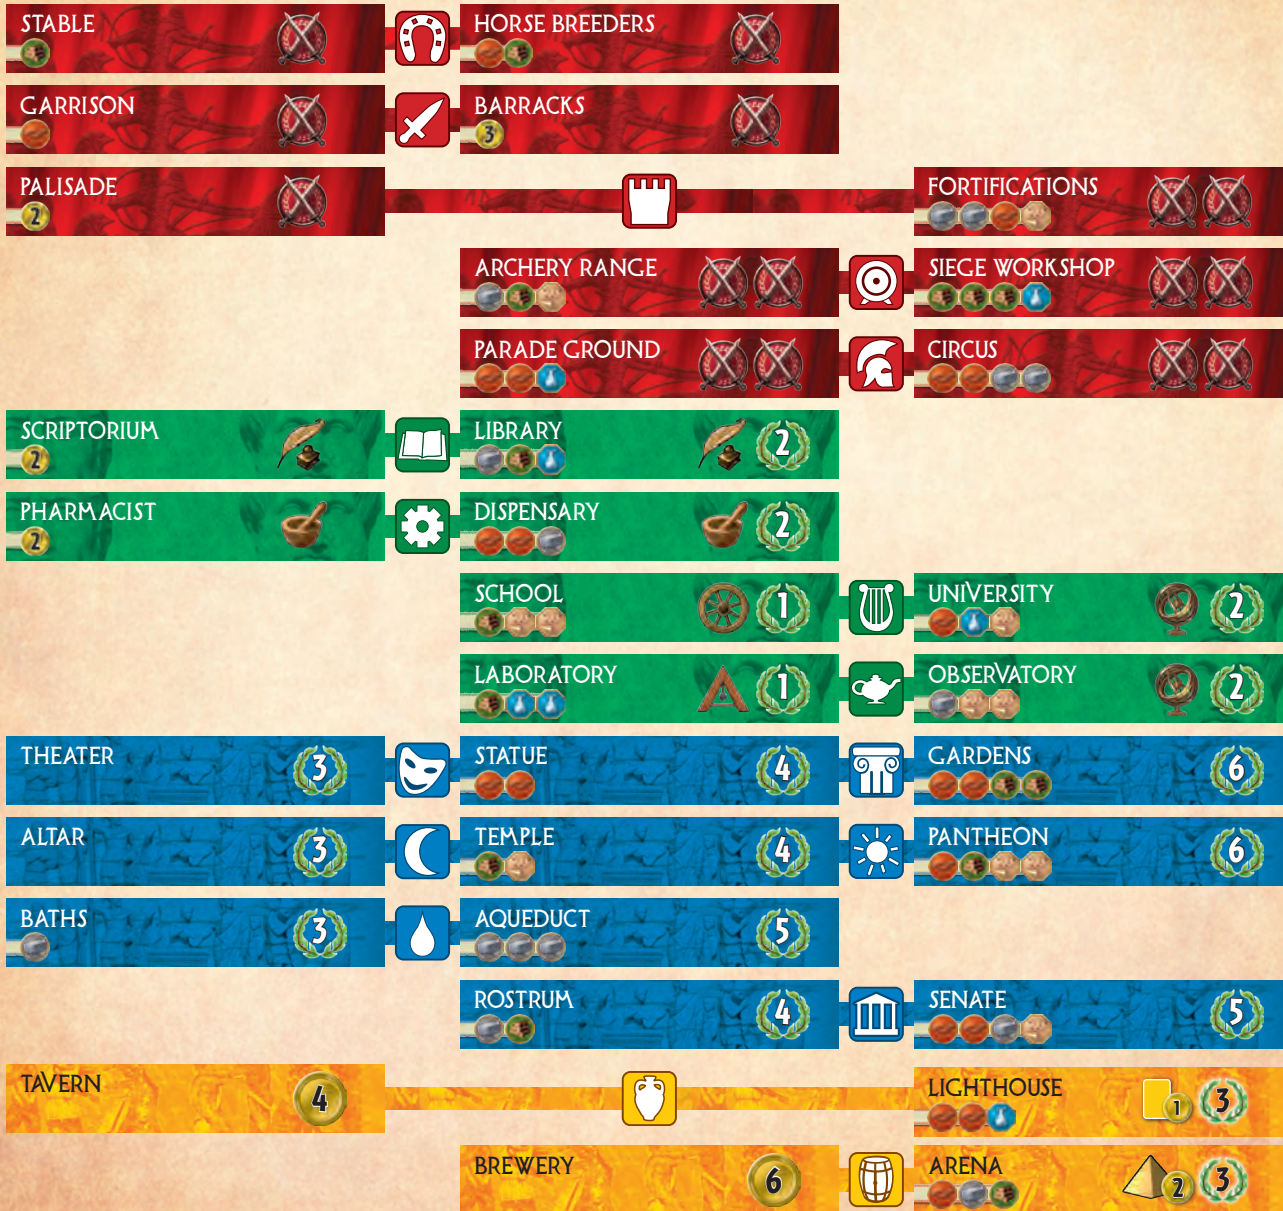 STABLE HORSE BREEDERS
GARRISON BARRACKS
3
PALISADE FORTIFICATIONS
2
ARCHERY RANGE SIEGE WORKSHOP
PARADE GROUND CIRCUS
SCRIPTORIUM LIBRARY 2
2
PHARMACIST DISPENSARY 2
2
SCHOOL 1 UNIVERSITY 2
LABORATORY 1 OBSERVATORY 2
THEATER 3 STATUE 4 GARDENS 6
ALTAR 3 TEMPLE 4 PANTHEON 6
BATHS 3 AQUEDUCT 5
ROSTRUM 4 SENATE 5
TAVERN 4 LIGHTHOUSE 1 3
BREWERY 6 ARENA 2 3